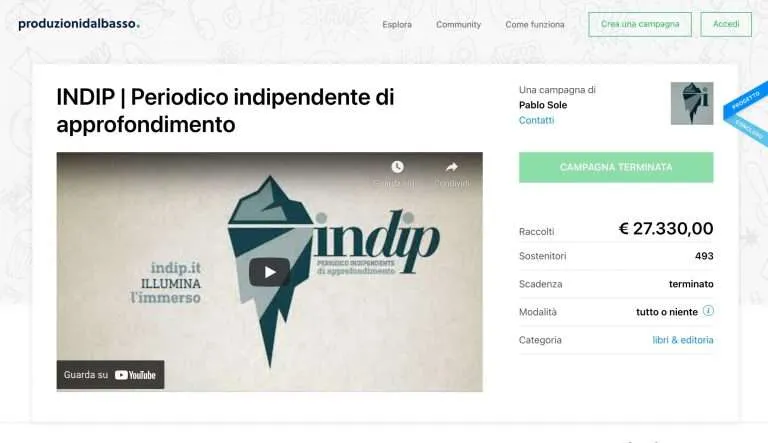 produzionidalbasso.
Esplora
Community
Come funziona
Crea una campagna
Accedi
INDIP | Periodico indipendente di
approfondimento
Guarda
Condividi
indip
PERIODICO INDIPENDENTE
di approfondimento
indip.it
ILLUMINA
l'immerso
Guarda su YouTube
Una campagna di
Pablo Sole
Contatti
i
PROGETTO
CONCLUSO
CAMPAGNA TERMINATA
Raccolti € 27.330,00
Sostenitori 493
Scadenza terminato
Modalità tutto o niente i
Categoria libri & editoria